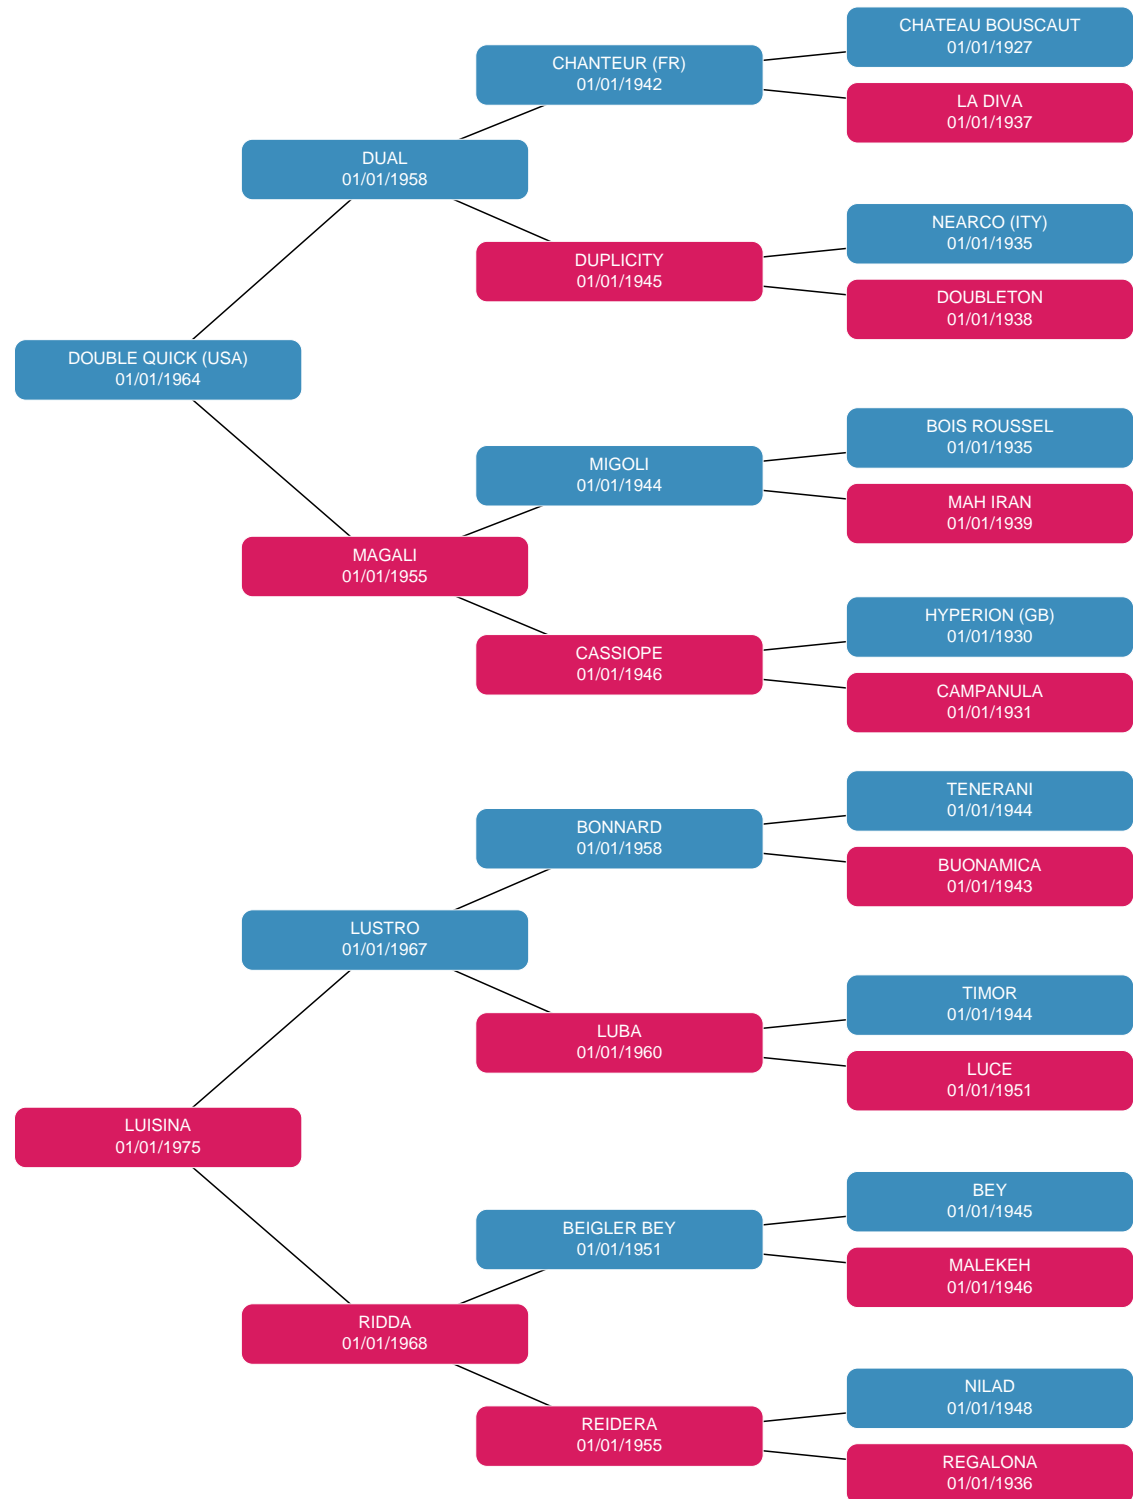 CHATEAU BOUSCAUT
01/01/1927
CHANTEUR (FR)
01/01/1942
LA DIVA
01/01/1937
DUAL
01/01/1958
NEARCO (ITY)
01/01/1935
DUPLICITY
01/01/1945
DOUBLETON
01/01/1938
DOUBLE QUICK (USA)
01/01/1964
BOIS ROUSSEL
01/01/1935
MIGOLI
01/01/1944
MAH IRAN
01/01/1939
MAGALI
01/01/1955
HYPERION (GB)
01/01/1930
CASSIOPE
01/01/1946
CAMPANULA
01/01/1931
TENERANI
01/01/1944
BONNARD
01/01/1958
BUONAMICA
01/01/1943
LUSTRO
01/01/1967
TIMOR
01/01/1944
LUBA
01/01/1960
LUCE
01/01/1951
LUISINA
01/01/1975
BEY
01/01/1945
BEIGLER BEY
01/01/1951
MALEKEH
01/01/1946
RIDDA
01/01/1968
NILAD
01/01/1948
REIDERA
01/01/1955
REGALONA
01/01/1936